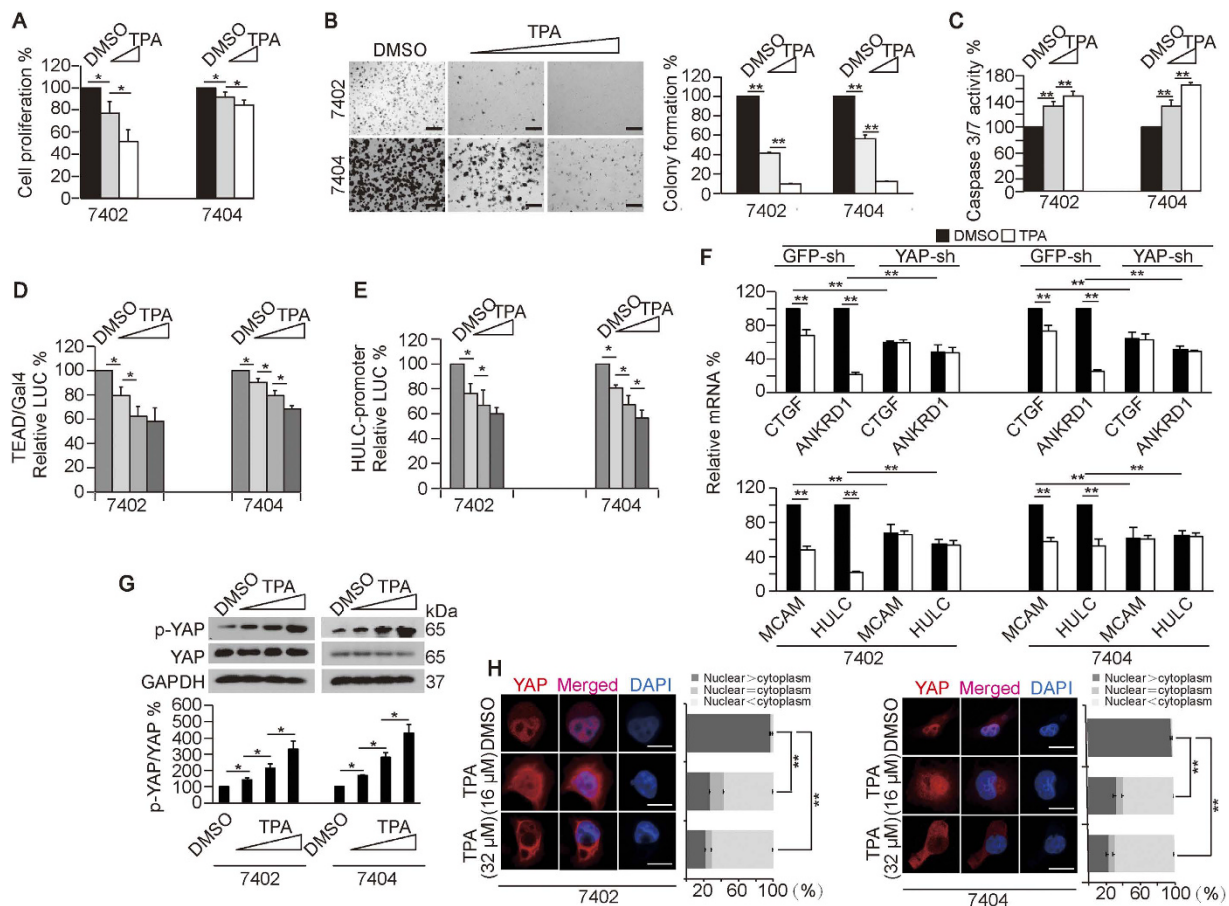 A
DMSO TPA DMSO TPA
Cell proliferation %
* * * *
100
80
60
40
20
0
7402 7404
B
DMSO TPA
7402
7404
DMSO TPA DMSO TPA
Colony formation %
** ** ** **
100
80
60
40
20
0
7402 7404
C
DMSO TPA DMSO TPA
Caspase 3/7 activity %
** ** ** **
180
140
100
50
0
7402 7404
D
DMSO TPA DMSO TPA
TEAD/Gal4
Relative LUC %
* * * * *
120
100
80
60
40
20
0
7402 7404
E
DMSO TPA DMSO TPA
HULC-promoter
Relative LUC %
* * * * *
120
100
80
60
40
20
0
7402 7404
F
DMSO TPA
GFP-sh YAP-sh GFP-sh YAP-sh
Relative mRNA %
** **
** **
** ** ** **
100
60
20
0
CTGF ANKRD1 CTGF ANKRD1 CTGF ANKRD1 CTGF ANKRD1
** **
** **
** ** ** **
100
60
20
0
MCAM HULC MCAM HULC MCAM HULC MCAM HULC
7402 7404
G
DMSO TPA DMSO TPA
kDa
p-YAP 65
YAP 65
GAPDH 37
p-YAP/YAP %
* * * * * *
600
500
400
300
200
100
0
DMSO TPA DMSO TPA
7402 7404
H
YAP Merged DAPI
Nuclear>cytoplasm
Nuclear=cytoplasm
Nuclear<cytoplasm
DMSO
TPA
(16 μM)
TPA
(32 μM)
** **
20 60 100 (%)
7402
YAP Merged DAPI
Nuclear>cytoplasm
Nuclear=cytoplasm
Nuclear<cytoplasm
DMSO
TPA
(16 μM)
TPA
(32 μM)
** **
20 60 100 (%)
7404